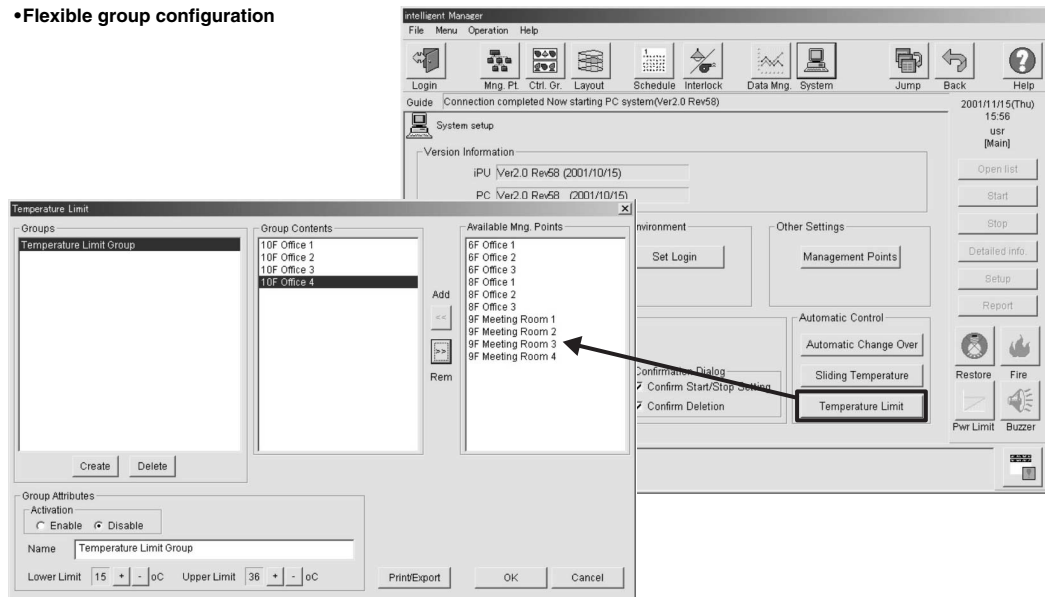 •Flexible group configuration
intelligent Manager
File Menu Operation Help
Login Mng. Pt. Ctrl. Gr. Layout Schedule Interlock Data Mng. System Jump Back Help
Guide Connection completed Now starting PC system(Ver2.0 Rev58)
2001/11/15(Thu)
15:56
usr
[Main]
System setup
Version Information
iPU Ver2.0 Rev58 (2001/10/15)
PC Ver2.0 Rev58 (2001/10/15)
Open list
Start
Stop
Detailed info.
Setup
Report
nvironment
Set Login
Other Settings
Management Points
Automatic Control
Automatic Change Over
Sliding Temperature
Temperature Limit
Confirmation Dialog
Confirm Start/Stop Setting
Confirm Deletion
Restore Fire
Pwr Limit Buzzer
Temperature Limit
Groups
Temperature Limit Group
Group Contents
10F Office 1
10F Office 2
10F Office 3
10F Office 4
Add
<<
>>
Rem
Available Mng. Points
6F Office 1
6F Office 2
6F Office 3
8F Office 1
8F Office 2
8F Office 3
9F Meeting Room 1
9F Meeting Room 2
9F Meeting Room 3
9F Meeting Room 4
Create Delete
Group Attributes
Activation
Enable Disable
Name Temperature Limit Group
Lower Limit 15 + - oC Upper Limit 36 + - oC
Print/Export OK Cancel